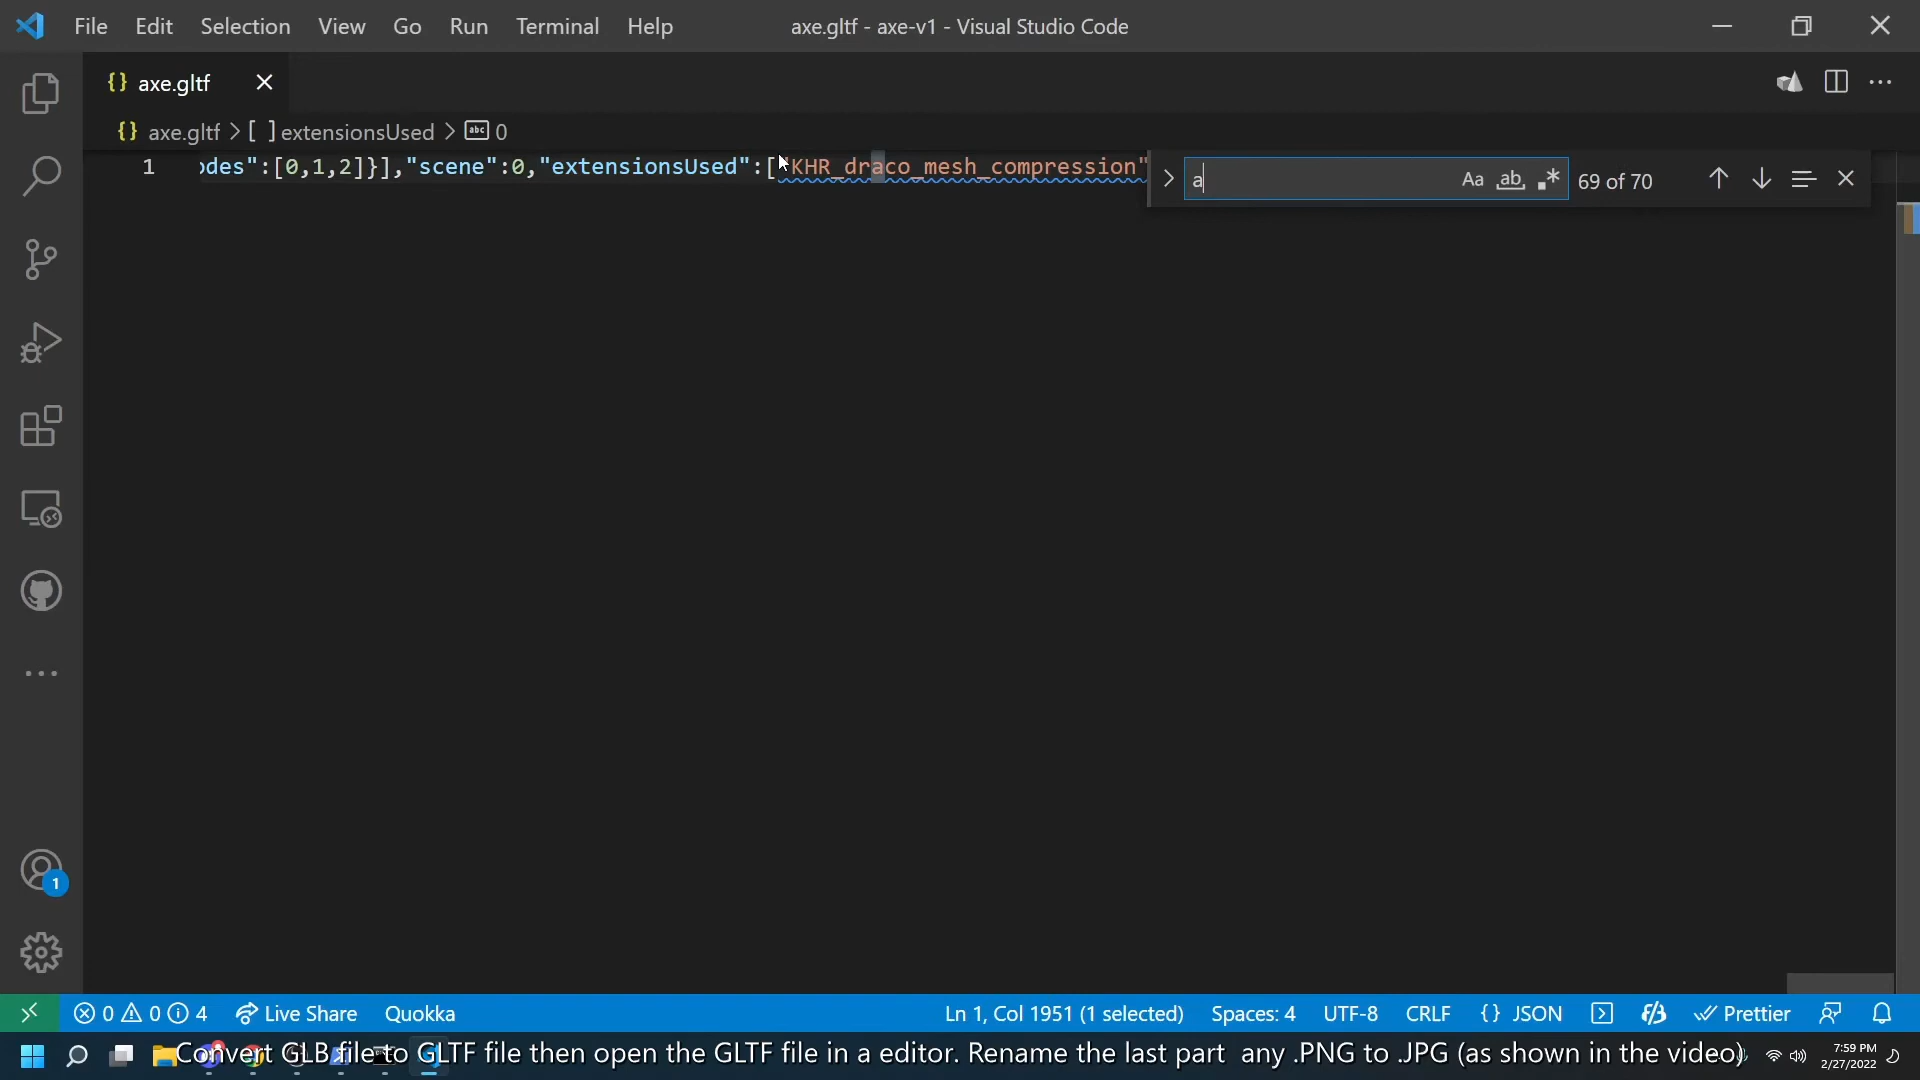 File Edit Selection View Go Run Terminal Help
axe.gltf - axe-v1 - Visual Studio Code
{} axe.gltf
{} axe.gltf > [ ] extensionsUsed > abc 0
1 odes":[0,1,2]}],"scene":0,"extensionsUsed":["KHR_draco_mesh_compression"
a Aa ab .* 69 of 70
1
0 0 4 Live Share Quokka
Ln 1, Col 1951 (1 selected) Spaces: 4 UTF-8 CRLF {} JSON Prettier
Convert GLB file to GLTF file then open the GLTF file in a editor. Rename the last part any .PNG to .JPG (as shown in the video)
7:59 PM
2/27/2022